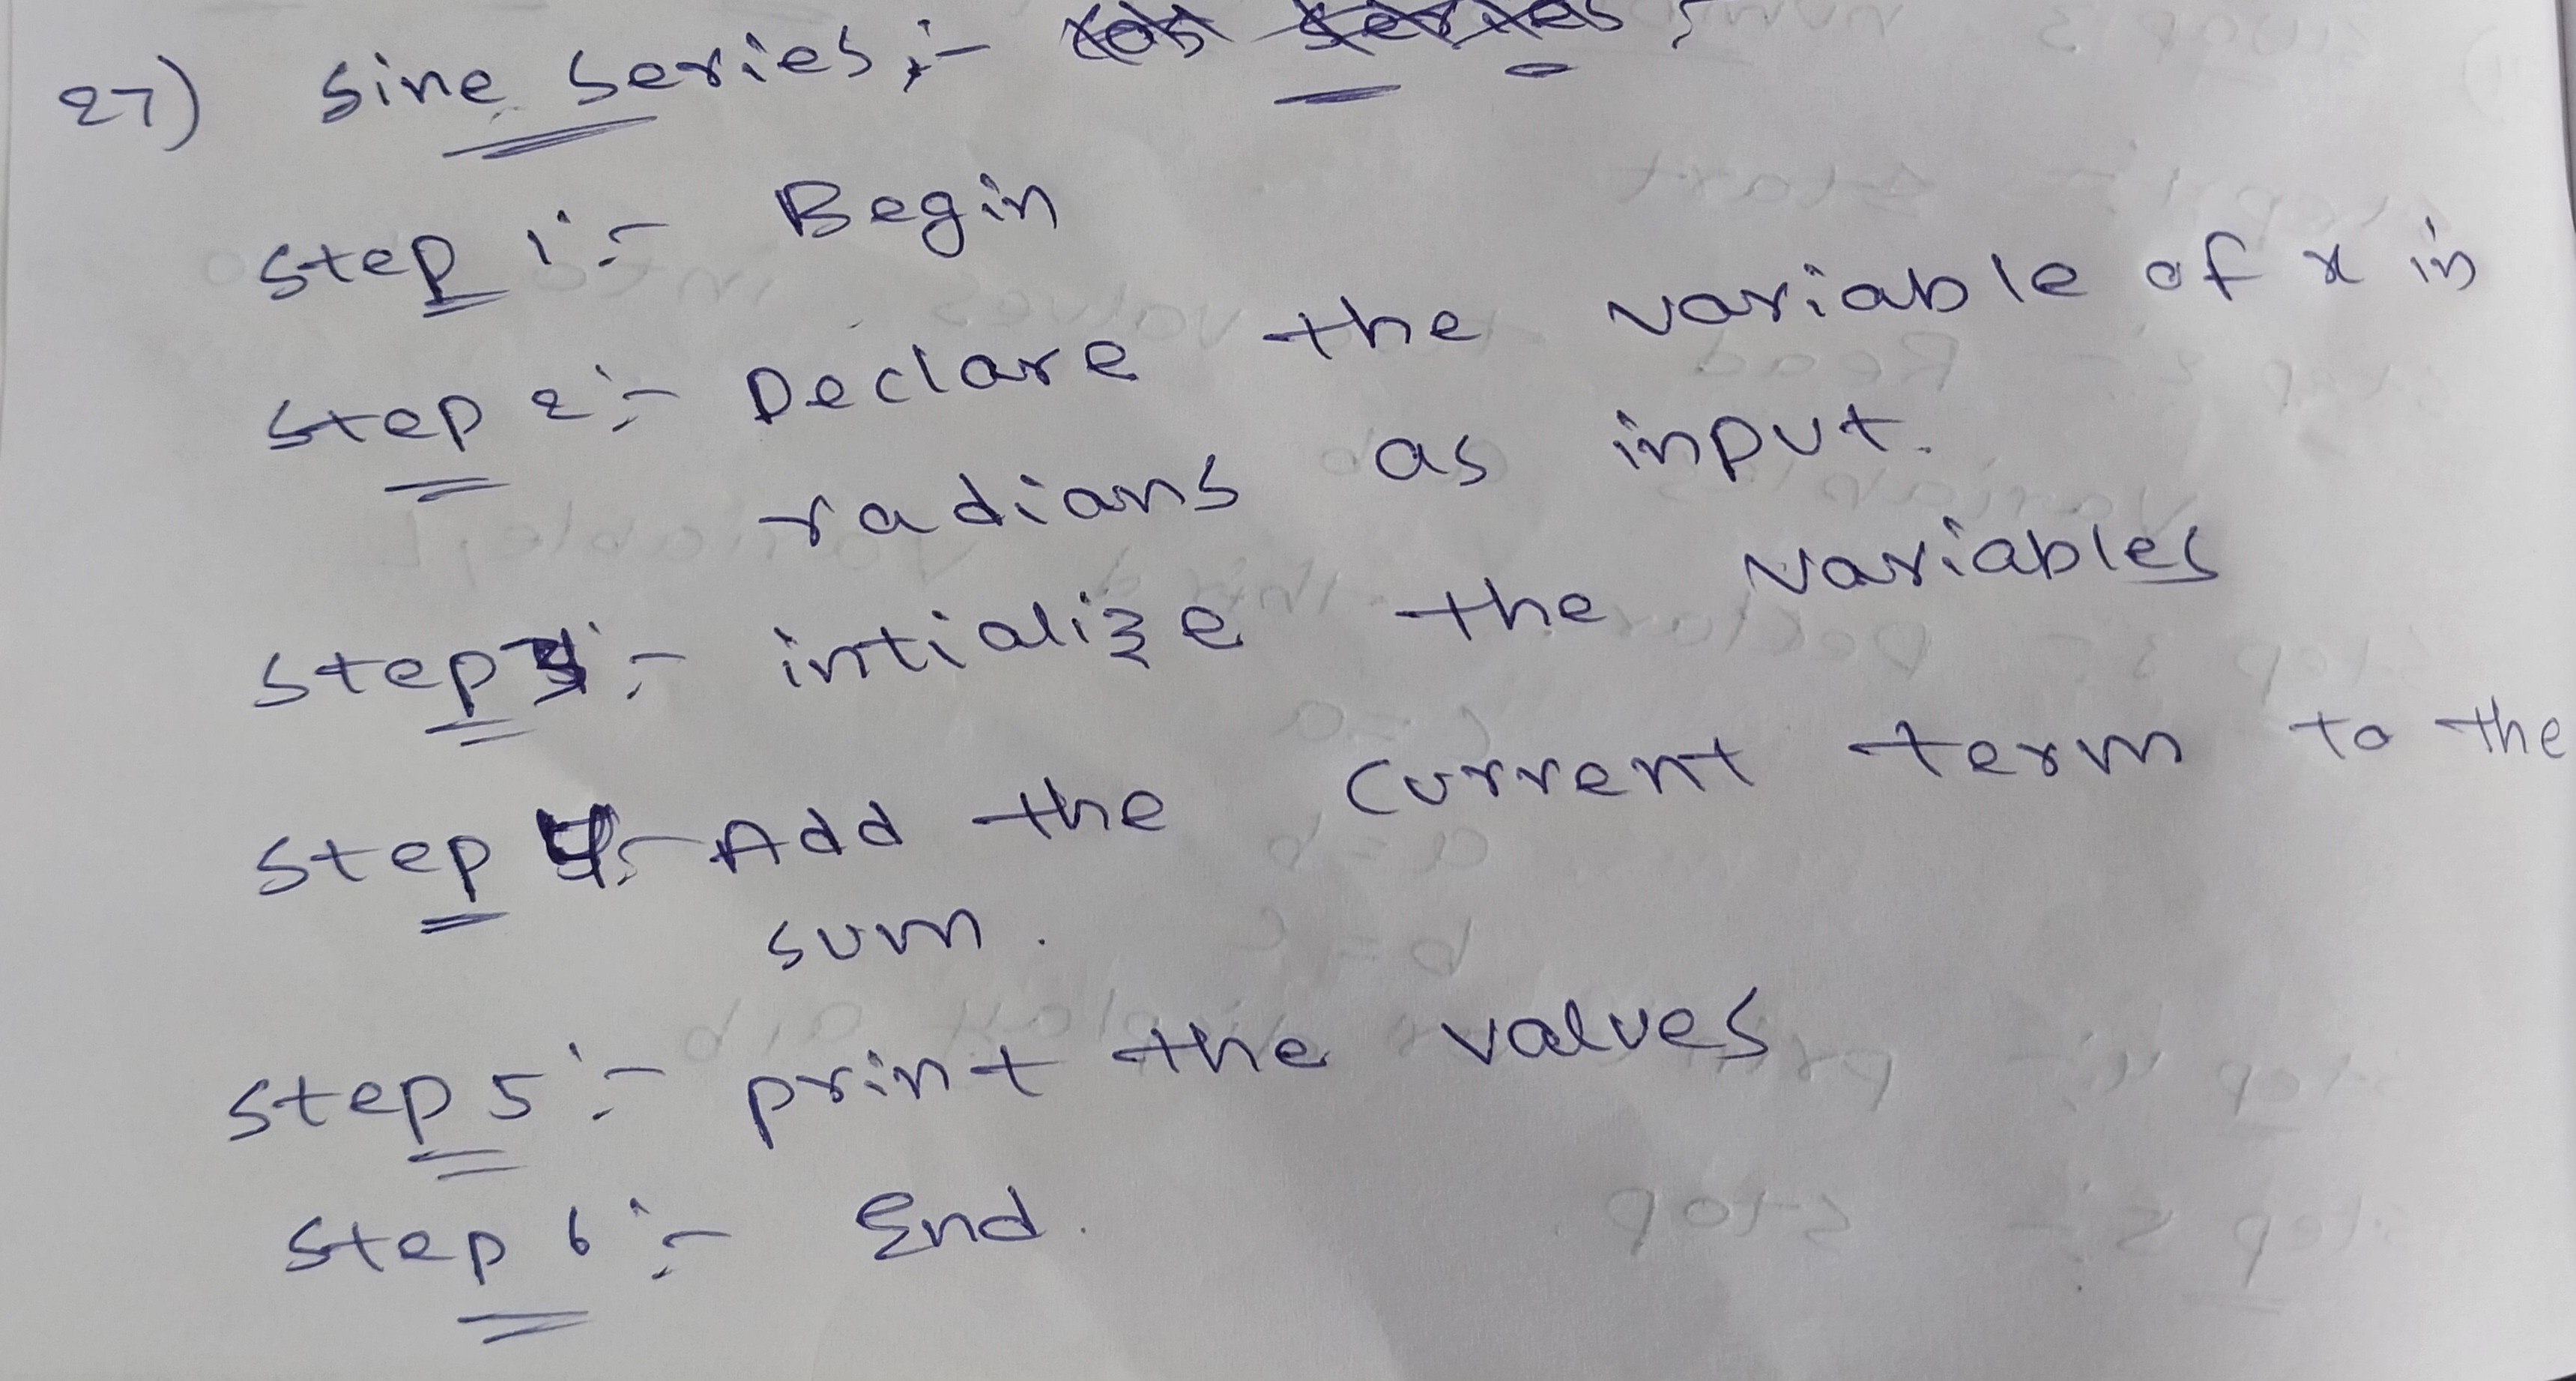 27) Sine Series :- Cos Series :-
Step 1 :- Begin
Step 2 :- Declare the variable of x in
radians as input.
Step 3 :- intialize the variables
Step 4 :- Add the current term to the
sum.
Step 5 :- print the values
Step 6 :- End.